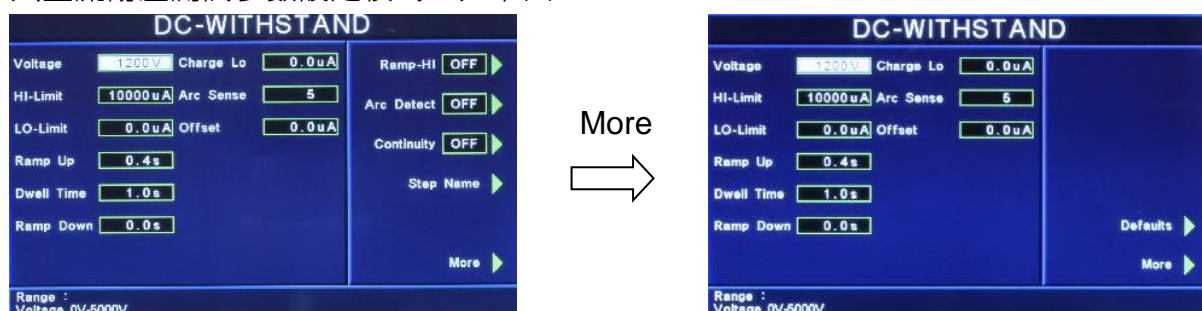 DC-WITHSTAND
Voltage 1200V Charge Lo 0.0uA Ramp-HI OFF
HI-Limit 10000uA Arc Sense 5 Arc Detect OFF
LO-Limit 0.0uA Offset 0.0uA Continuity OFF
Ramp Up 0.4s Step Name
Dwell Time 1.0s
Ramp Down 0.0s
More
Range :
Voltage 0V-5000V
More
DC-WITHSTAND
Voltage 1200V Charge Lo 0.0uA
HI-Limit 10000uA Arc Sense 5
LO-Limit 0.0uA Offset 0.0uA
Ramp Up 0.4s
Dwell Time 1.0s
Ramp Down 0.0s Defaults
More
Range :
Voltage 0V-5000V